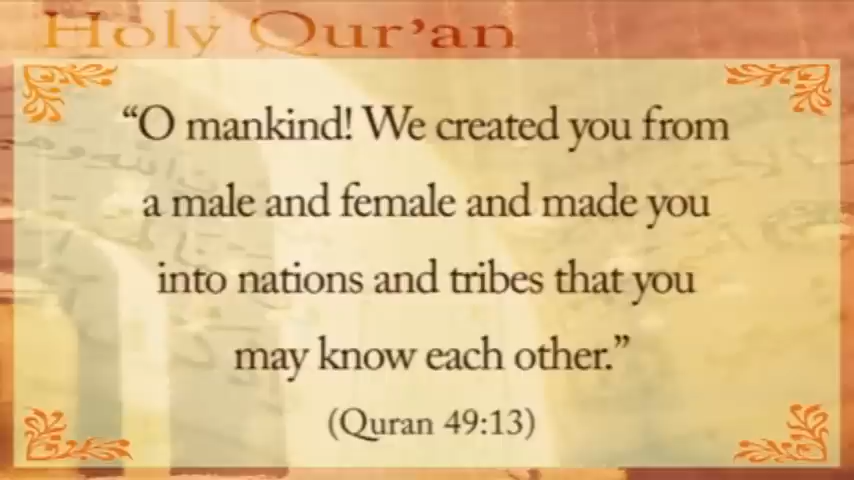 Holy Qur'an
“O mankind! We created you from
a male and female and made you
into nations and tribes that you
may know each other.”
(Quran 49:13)